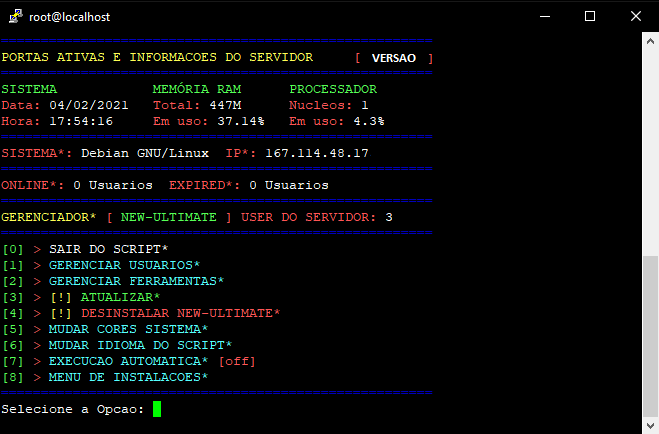 root@localhost
PORTAS ATIVAS E INFORMACOES DO SERVIDOR [ VERSAO ]
SISTEMA MEMÓRIA RAM PROCESSADOR
Data: 04/02/2021 Total: 447M Nucleos: 1
Hora: 17:54:16 Em uso: 37.14% Em uso: 4.3%
SISTEMA*: Debian GNU/Linux IP*: 167.114.48.17
ONLINE*: 0 Usuarios EXPIRED*: 0 Usuarios
GERENCIADOR* [ NEW-ULTIMATE ] USER DO SERVIDOR: 3
[0] > SAIR DO SCRIPT*
[1] > GERENCIAR USUARIOS*
[2] > GERENCIAR FERRAMENTAS*
[3] > [!] ATUALIZAR*
[4] > [!] DESINSTALAR NEW-ULTIMATE*
[5] > MUDAR CORES SISTEMA*
[6] > MUDAR IDIOMA DO SCRIPT*
[7] > EXECUCAO AUTOMATICA* [off]
[8] > MENU DE INSTALACOES*
Selecione a Opcao: